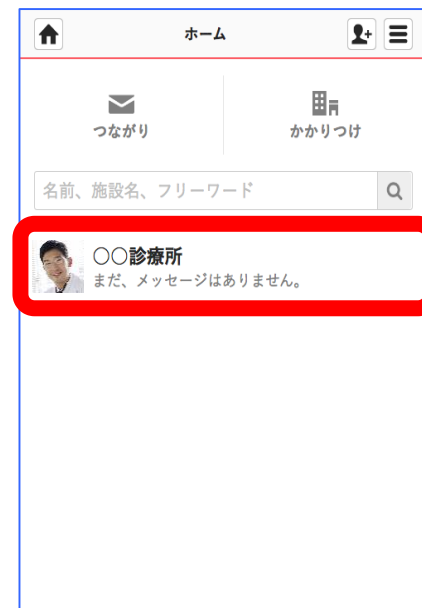 ホーム
つながり
かかりつけ
名前、施設名、フリーワード
○○診療所
まだ、メッセージはありません。